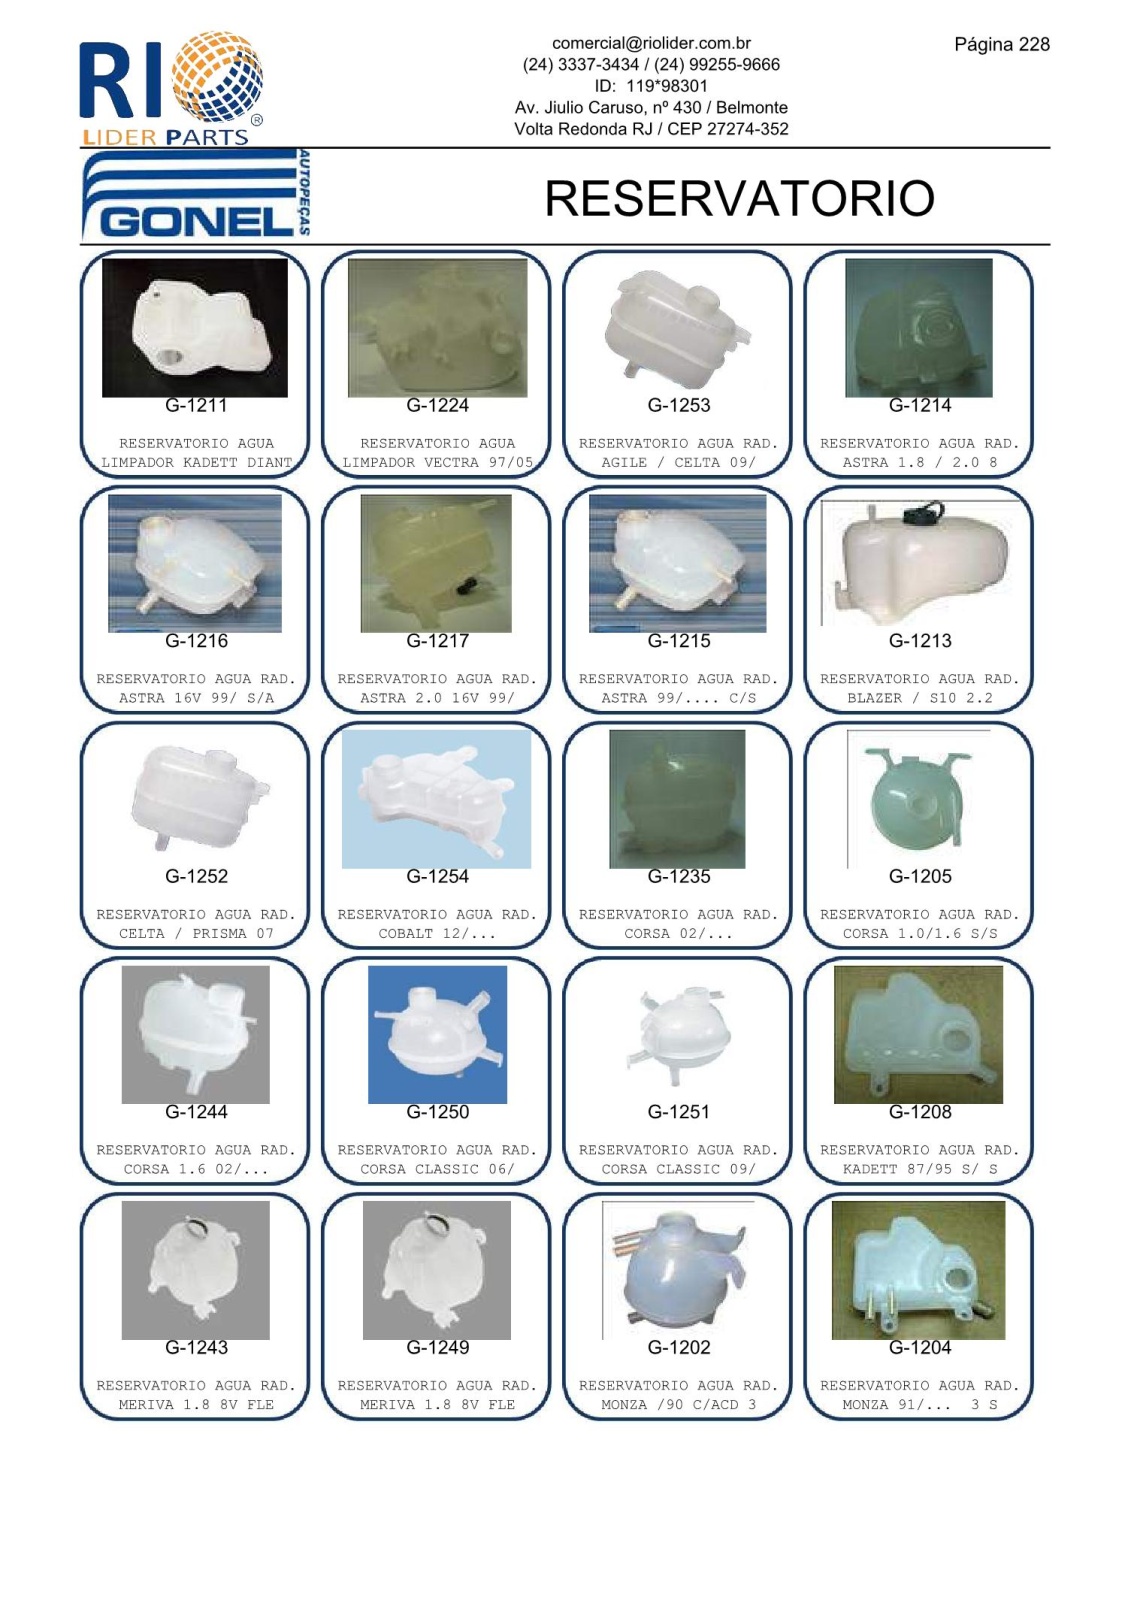 RIO
LIDER PARTS®
comercial@riolider.com.br
(24) 3337-3434 / (24) 99255-9666
ID: 119*98301
Av. Jiulio Caruso, nº 430 / Belmonte
Volta Redonda RJ / CEP 27274-352
Página 228
GONEL
AUTOPEÇAS
RESERVATORIO
G-1211
RESERVATORIO AGUA
LIMPADOR KADETT DIANT
G-1224
RESERVATORIO AGUA
LIMPADOR VECTRA 97/05
G-1253
RESERVATORIO AGUA RAD.
AGILE / CELTA 09/
G-1214
RESERVATORIO AGUA RAD.
ASTRA 1.8 / 2.0 8
G-1216
RESERVATORIO AGUA RAD.
ASTRA 16V 99/ S/A
G-1217
RESERVATORIO AGUA RAD.
ASTRA 2.0 16V 99/
G-1215
RESERVATORIO AGUA RAD.
ASTRA 99/.... C/S
G-1213
RESERVATORIO AGUA RAD.
BLAZER / S10 2.2
G-1252
RESERVATORIO AGUA RAD.
CELTA / PRISMA 07
G-1254
RESERVATORIO AGUA RAD.
COBALT 12/...
G-1235
RESERVATORIO AGUA RAD.
CORSA 02/...
G-1205
RESERVATORIO AGUA RAD.
CORSA 1.0/1.6 S/S
G-1244
RESERVATORIO AGUA RAD.
CORSA 1.6 02/...
G-1250
RESERVATORIO AGUA RAD.
CORSA CLASSIC 06/
G-1251
RESERVATORIO AGUA RAD.
CORSA CLASSIC 09/
G-1208
RESERVATORIO AGUA RAD.
KADETT 87/95 S/ S
G-1243
RESERVATORIO AGUA RAD.
MERIVA 1.8 8V FLE
G-1249
RESERVATORIO AGUA RAD.
MERIVA 1.8 8V FLE
G-1202
RESERVATORIO AGUA RAD.
MONZA /90 C/ACD 3
G-1204
RESERVATORIO AGUA RAD.
MONZA 91/... 3 S